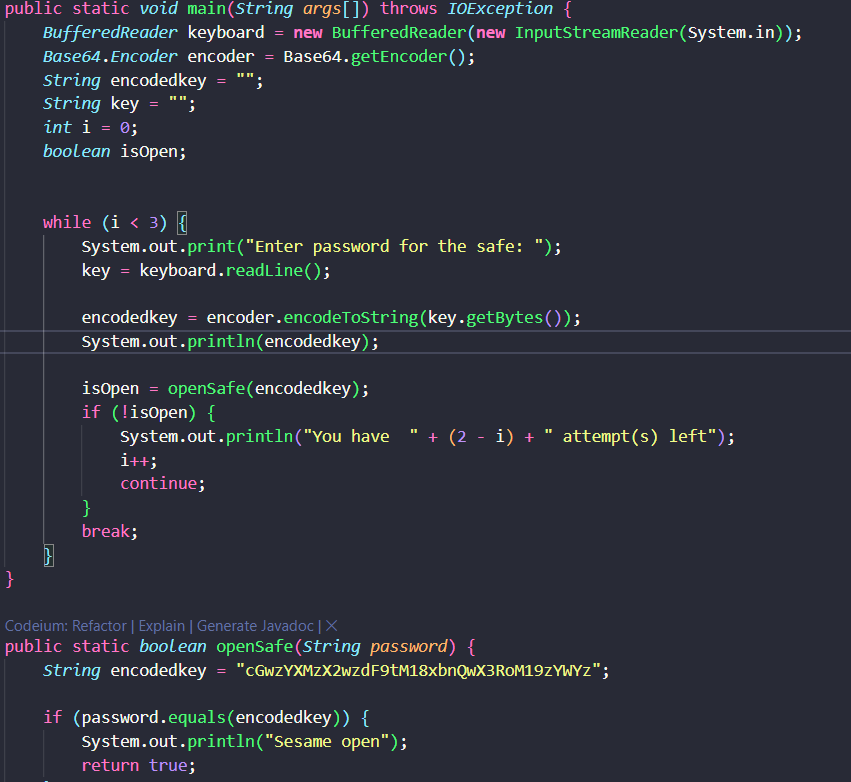 public static void main(String args[]) throws IOException {
BufferedReader keyboard = new BufferedReader(new InputStreamReader(System.in));
Base64.Encoder encoder = Base64.getEncoder();
String encodedkey = "";
String key = "";
int i = 0;
boolean isOpen;
while (i < 3) {
System.out.print("Enter password for the safe: ");
key = keyboard.readLine();
encodedkey = encoder.encodeToString(key.getBytes());
System.out.println(encodedkey);
isOpen = openSafe(encodedkey);
if (!isOpen) {
System.out.println("You have  " + (2 - i) + " attempt(s) left");
i++;
continue;
}
break;
}
}
Codeium: Refactor | Explain | Generate Javadoc | ✕
public static boolean openSafe(String password) {
String encodedkey = "cGwzYXMzX2wzdF9tM18xbnQwX3RoM19zYWYz";
if (password.equals(encodedkey)) {
System.out.println("Sesame open");
return true;